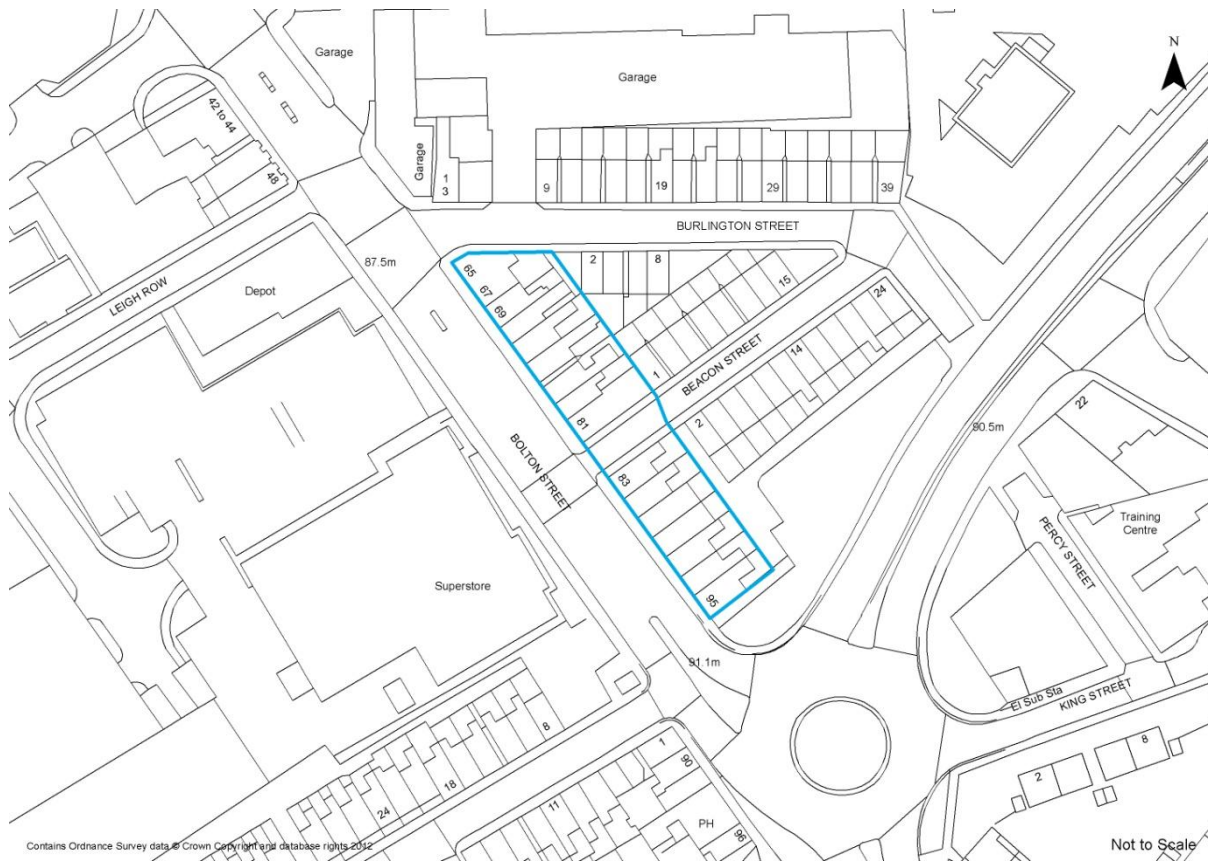 Garage
Garage
N
42 to 44
48
Garage
1
3
9
19
29
39
BURLINGTON STREET
87.5m
65
67
69
2
8
15
24
LEIGH ROW
Depot
1
BEACON STREET
14
22
81
2
90.5m
BOLTON STREET
83
Training
Centre
PERCY STREET
Superstore
95
91.1m
El Sub Sta
KING STREET
8
1
90
8
18
2
24
11
PH
96
Contains Ordnance Survey data © Crown Copyright and database rights 2012
Not to Scale